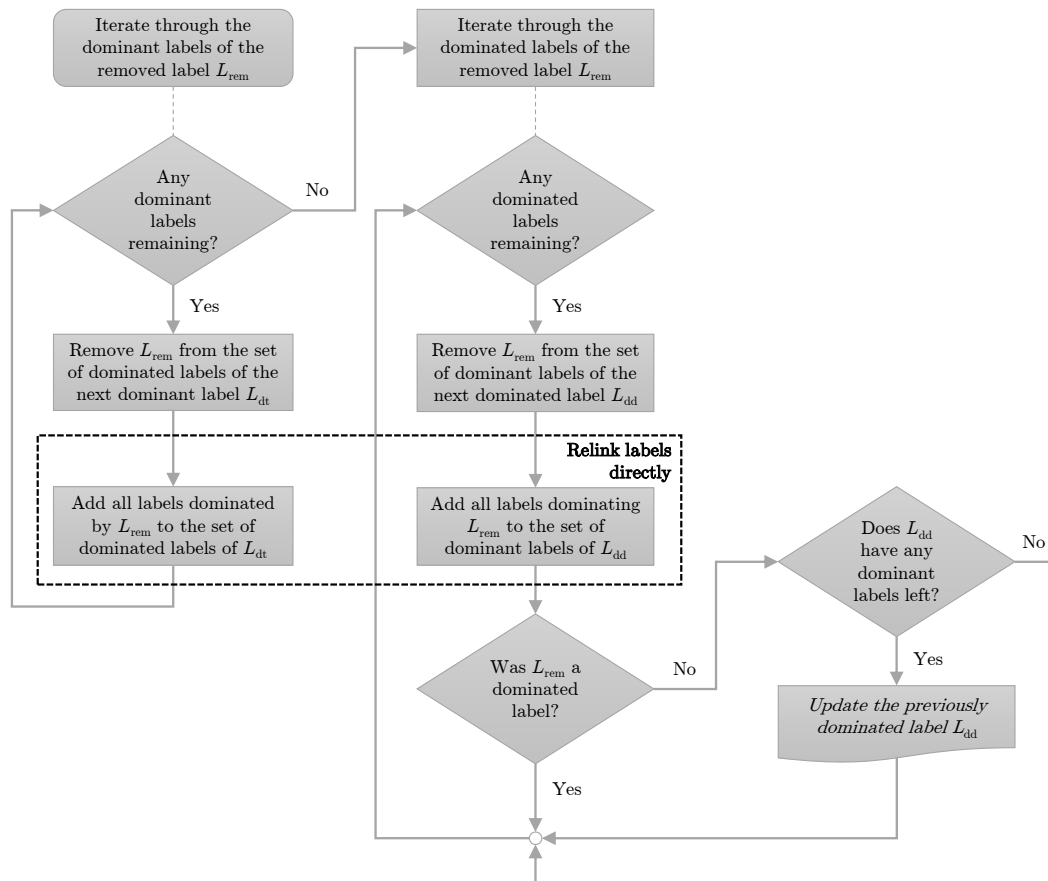 Iterate through the
dominant labels of the
removed label L_rem
Iterate through the
dominated labels of the
removed label L_rem
Any
dominant
labels
remaining?
No
Any
dominated
labels
remaining?
Yes
Yes
Remove L_rem from the set
of dominated labels of the
next dominant label L_dt
Remove L_rem from the set
of dominant labels of the
next dominated label L_dd
Relink labels
directly
Add all labels dominated
by L_rem to the set of
dominated labels of L_dt
Add all labels dominating
L_rem to the set of
dominant labels of L_dd
Does L_dd
have any
dominant
labels left?
No
Was L_rem a
dominated
label?
No
Yes
Update the previously
dominated label L_dd
Yes